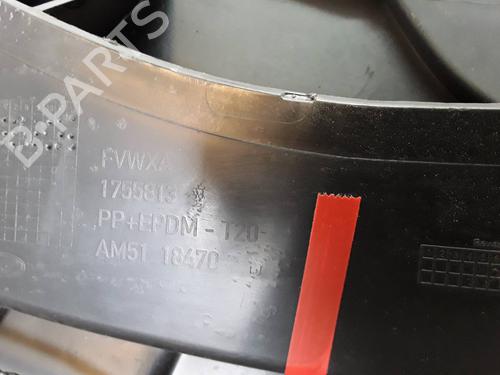 B-PARTS
FVWXA
1755813
PP+EPDM - T20
AM51 18470